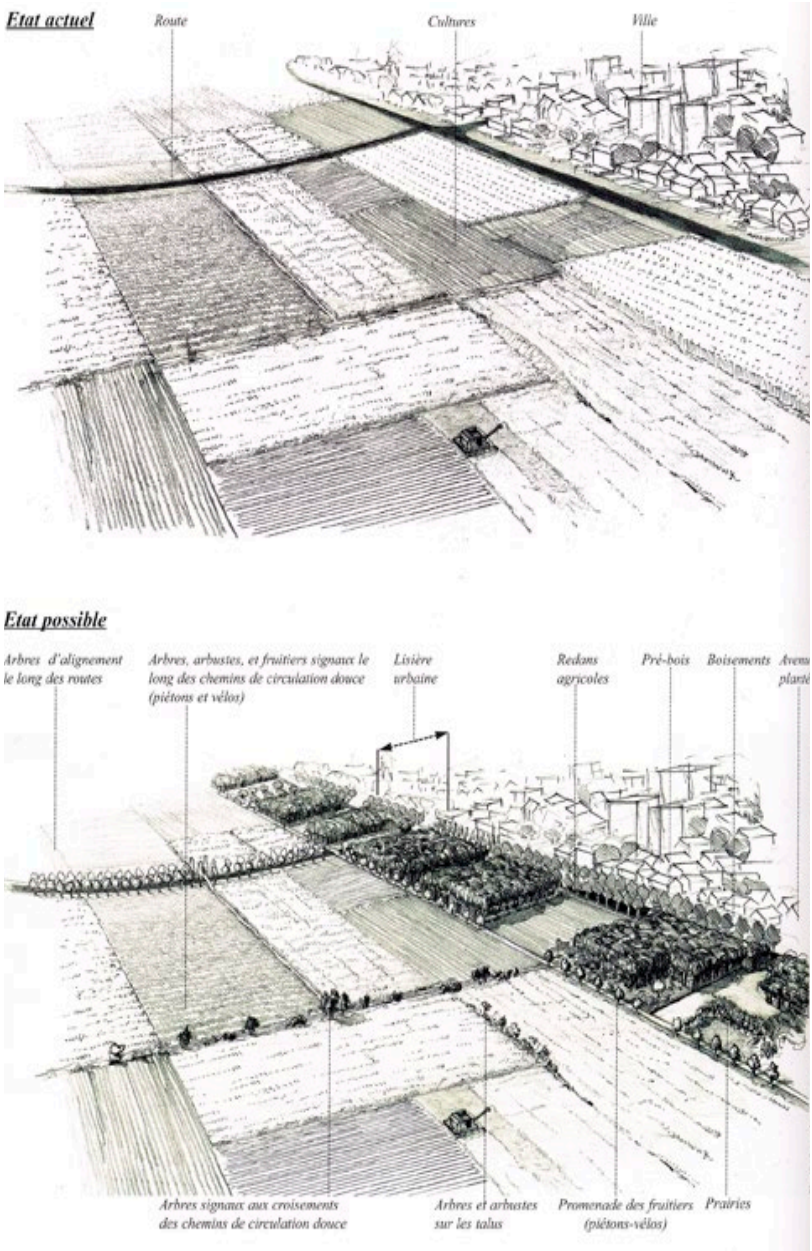 Etat actuel
Route
Cultures
Ville
Etat possible
Arbres d'alignement
le long des routes
Arbres, arbustes, et fruitiers signaux le
long des chemins de circulation douce
(piétons et vélos)
Lisière
urbaine
Redans
agricoles
Pré-bois
Boisements
Avenu
planté
Arbres signaux aux croisements
des chemins de circulation douce
Arbres et arbustes
sur les talus
Promenade des fruitiers
(piétons-vélos)
Prairies